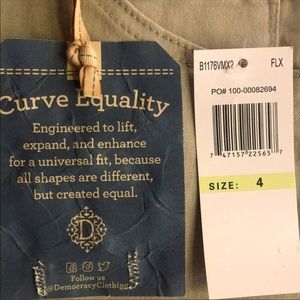 Curve Equality
Engineered to lift,
expand, and enhance
for a universal fit, because
all shapes are different,
but created equal.
D
Follow us
@DemocracyClothing
B1176VMX2
FLX
PO# 100-00082694
7 47157 22565 7
SIZE: 4